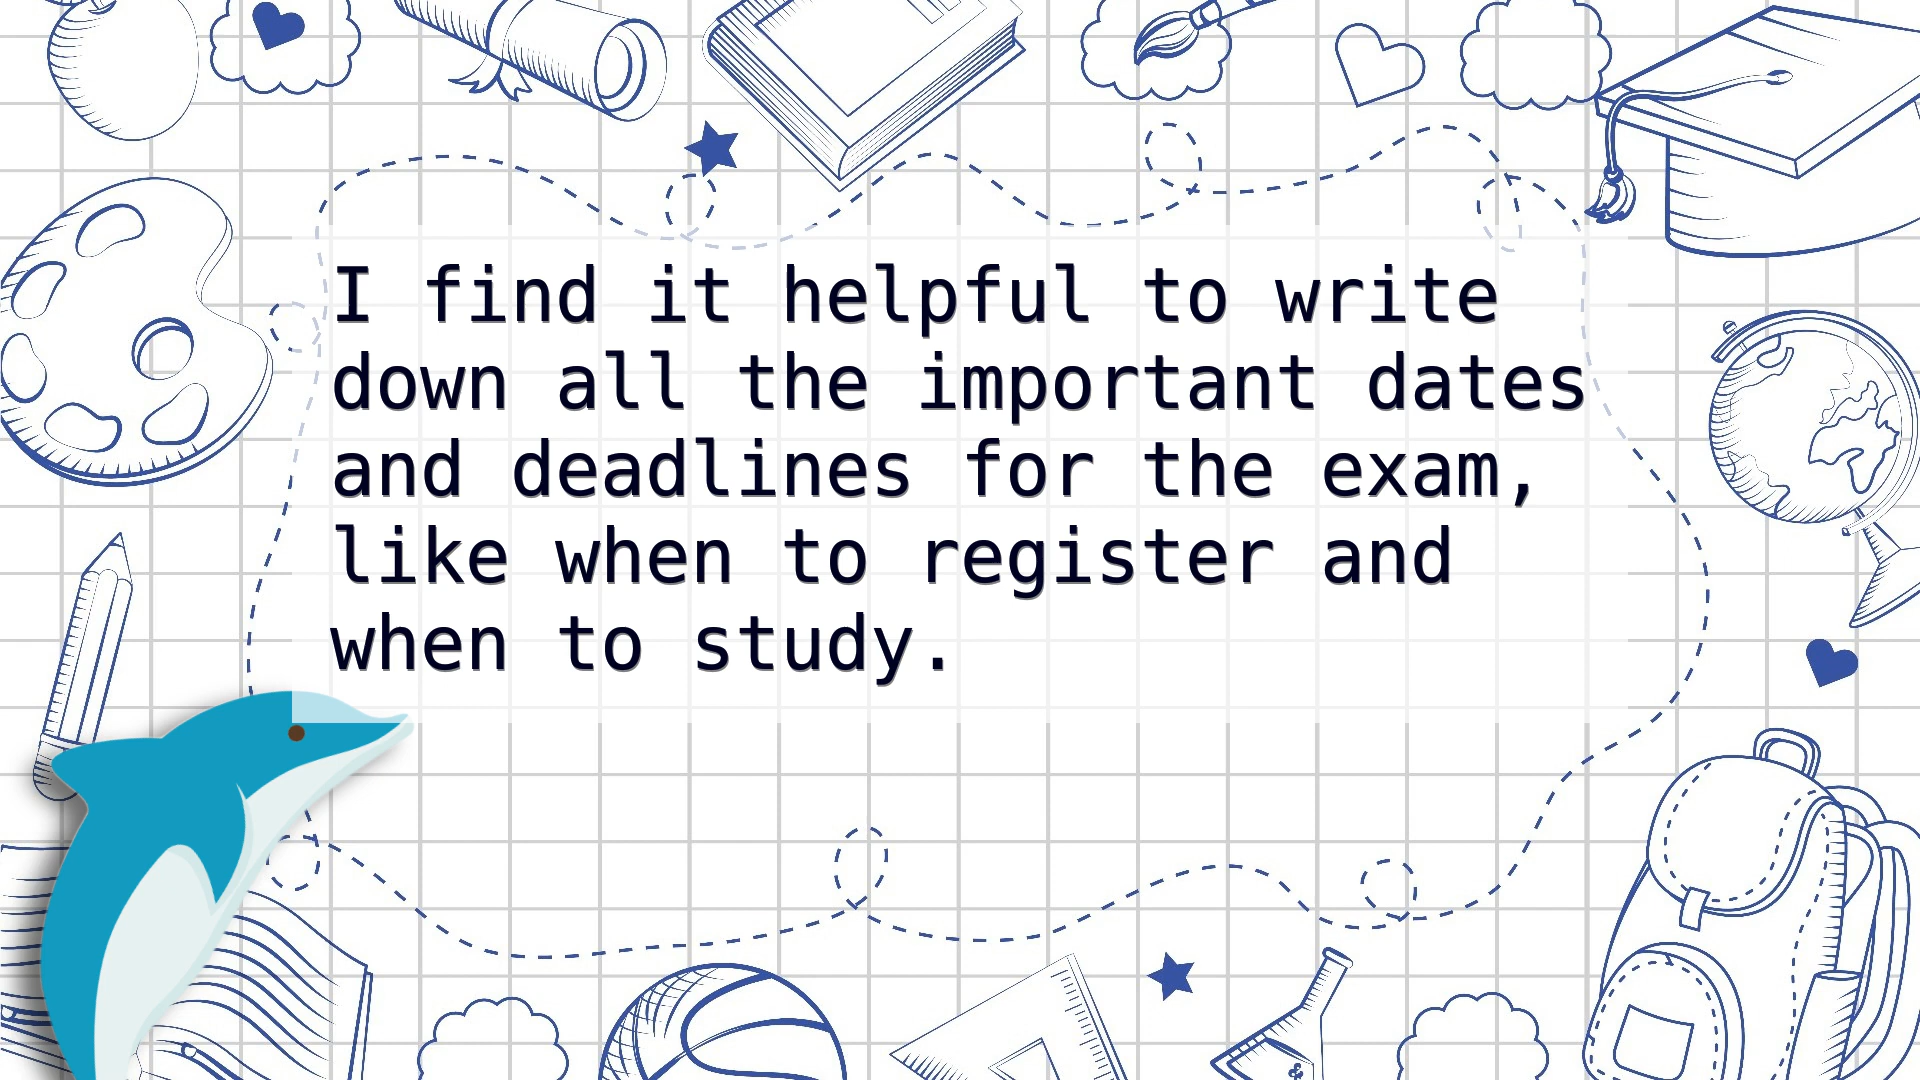 I find it helpful to write
down all the important dates
and deadlines for the exam,
like when to register and
when to study.